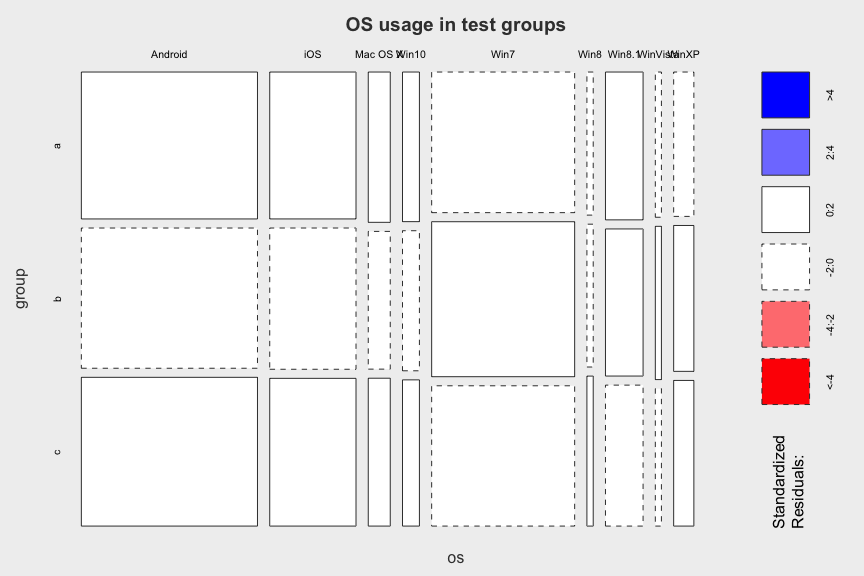 OS usage in test groups
Android iOS Mac OS X Win10 Win7 Win8 Win8.1 WinVista WinXP
a
b
c
group
os
>4
2:4
0:2
-2:0
-4:-2
<-4
Standardized
Residuals: